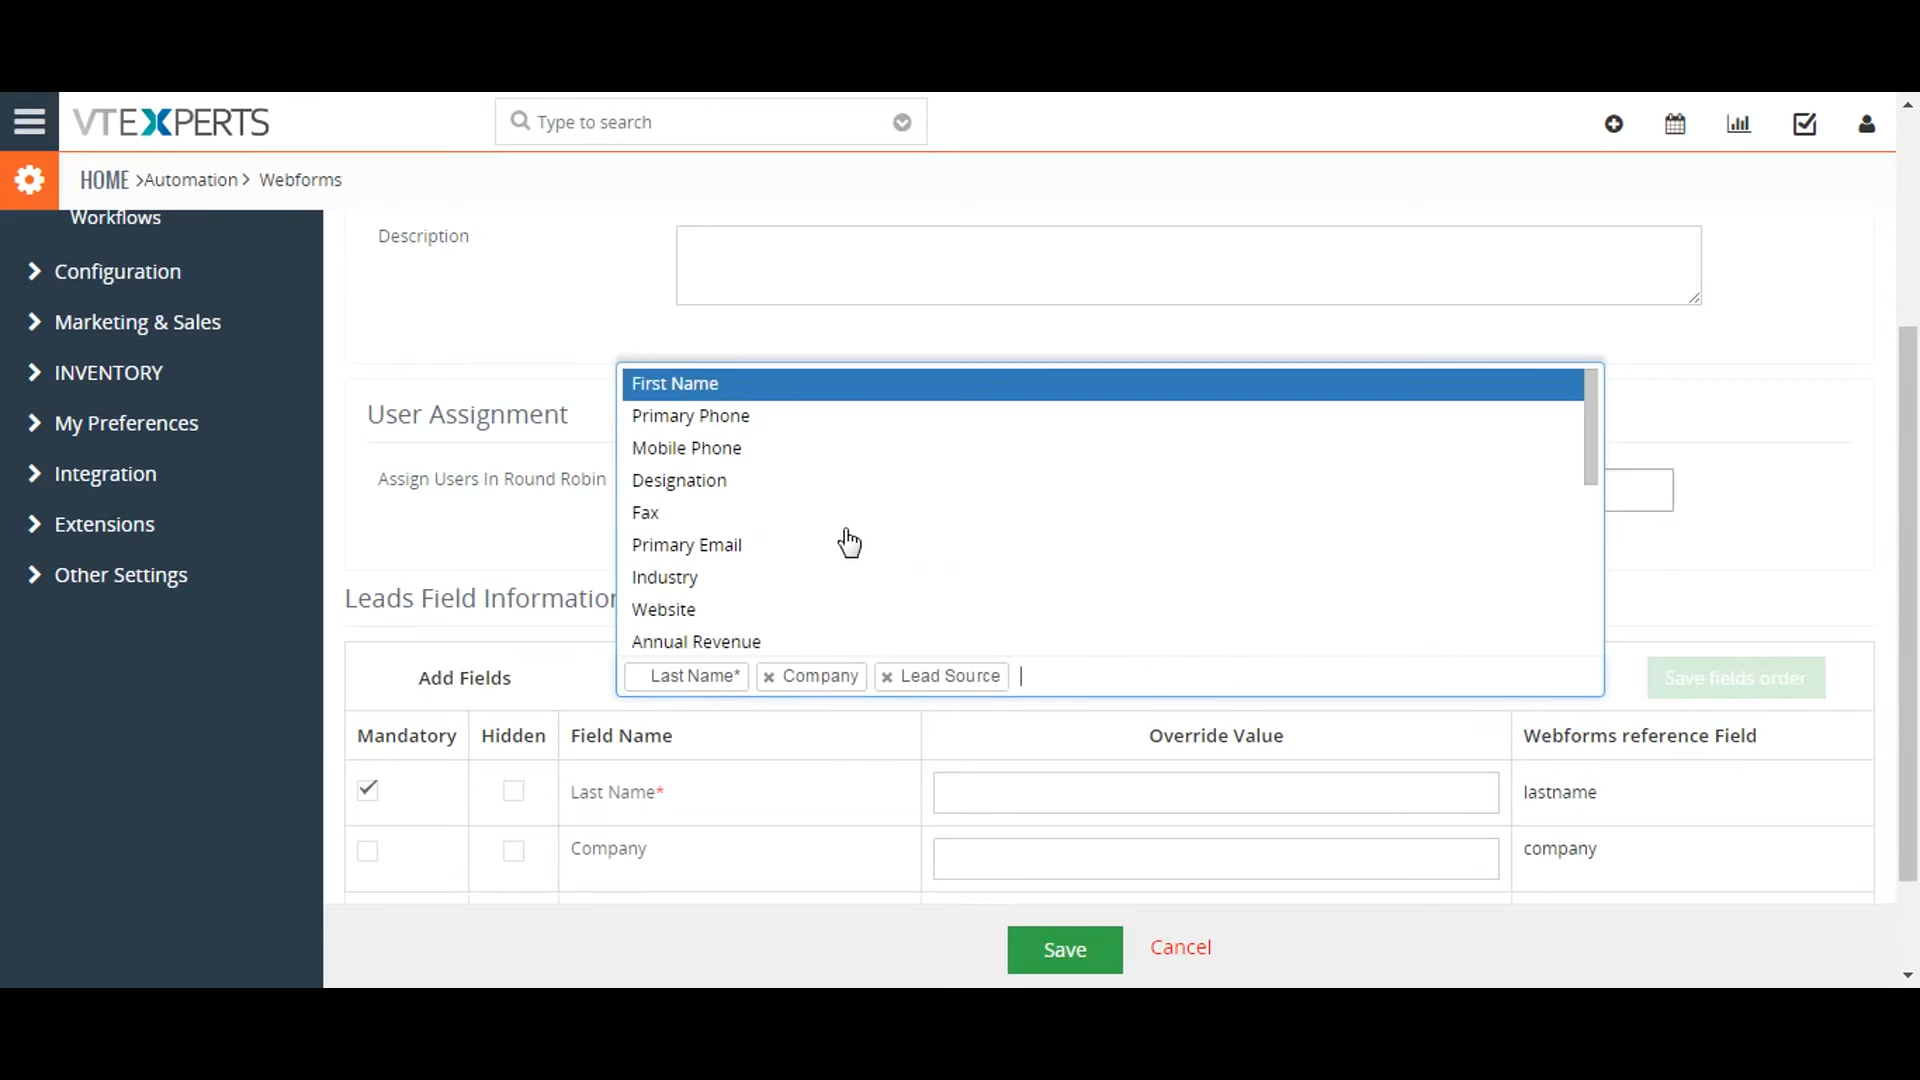 VTEXPERTS
Type to search
HOME >Automation > Webforms
Workflows
Configuration
Marketing & Sales
INVENTORY
My Preferences
Integration
Extensions
Other Settings
Description
User Assignment
Assign Users In Round Robin
First Name
Primary Phone
Mobile Phone
Designation
Fax
Primary Email
Industry
Website
Annual Revenue
Leads Field Information
Add Fields
Last Name* Company Lead Source
Save fields order
Mandatory Hidden Field Name Override Value Webforms reference Field
Last Name* lastname
Company company
Save Cancel